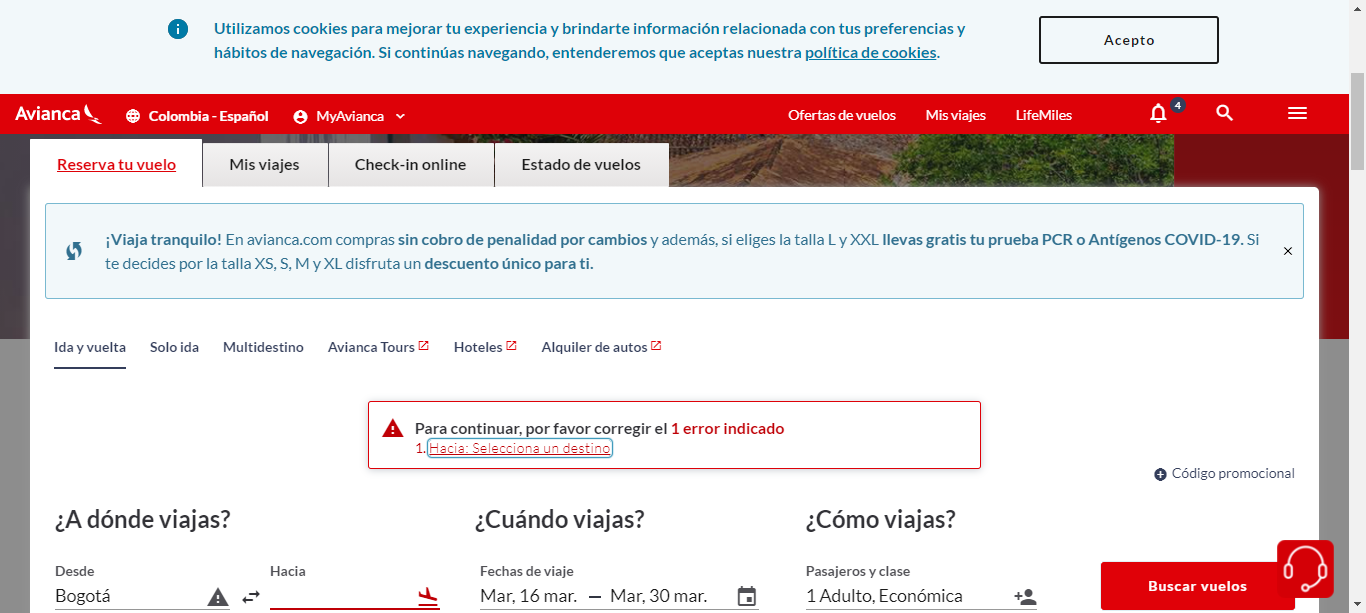 Utilizamos cookies para mejorar tu experiencia y brindarte información relacionada con tus preferencias y
hábitos de navegación. Si continúas navegando, entenderemos que aceptas nuestra política de cookies.
Acepto
Avianca
Colombia - Español
MyAvianca
Ofertas de vuelos
Mis viajes
LifeMiles
4
Reserva tu vuelo
Mis viajes
Check-in online
Estado de vuelos
¡Viaja tranquilo! En avianca.com compras sin cobro de penalidad por cambios y además, si eliges la talla L y XXL llevas gratis tu prueba PCR o Antígenos COVID-19. Si
te decides por la talla XS, S, M y XL disfruta un descuento único para ti.
Ida y vuelta
Solo ida
Multidestino
Avianca Tours
Hoteles
Alquiler de autos
Para continuar, por favor corregir el 1 error indicado
1. Hacia: Selecciona un destino
Código promocional
¿A dónde viajas?
¿Cuándo viajas?
¿Cómo viajas?
Desde
Hacia
Fechas de viaje
Pasajeros y clase
Bogotá
Mar, 16 mar. — Mar, 30 mar.
1 Adulto, Económica
Buscar vuelos